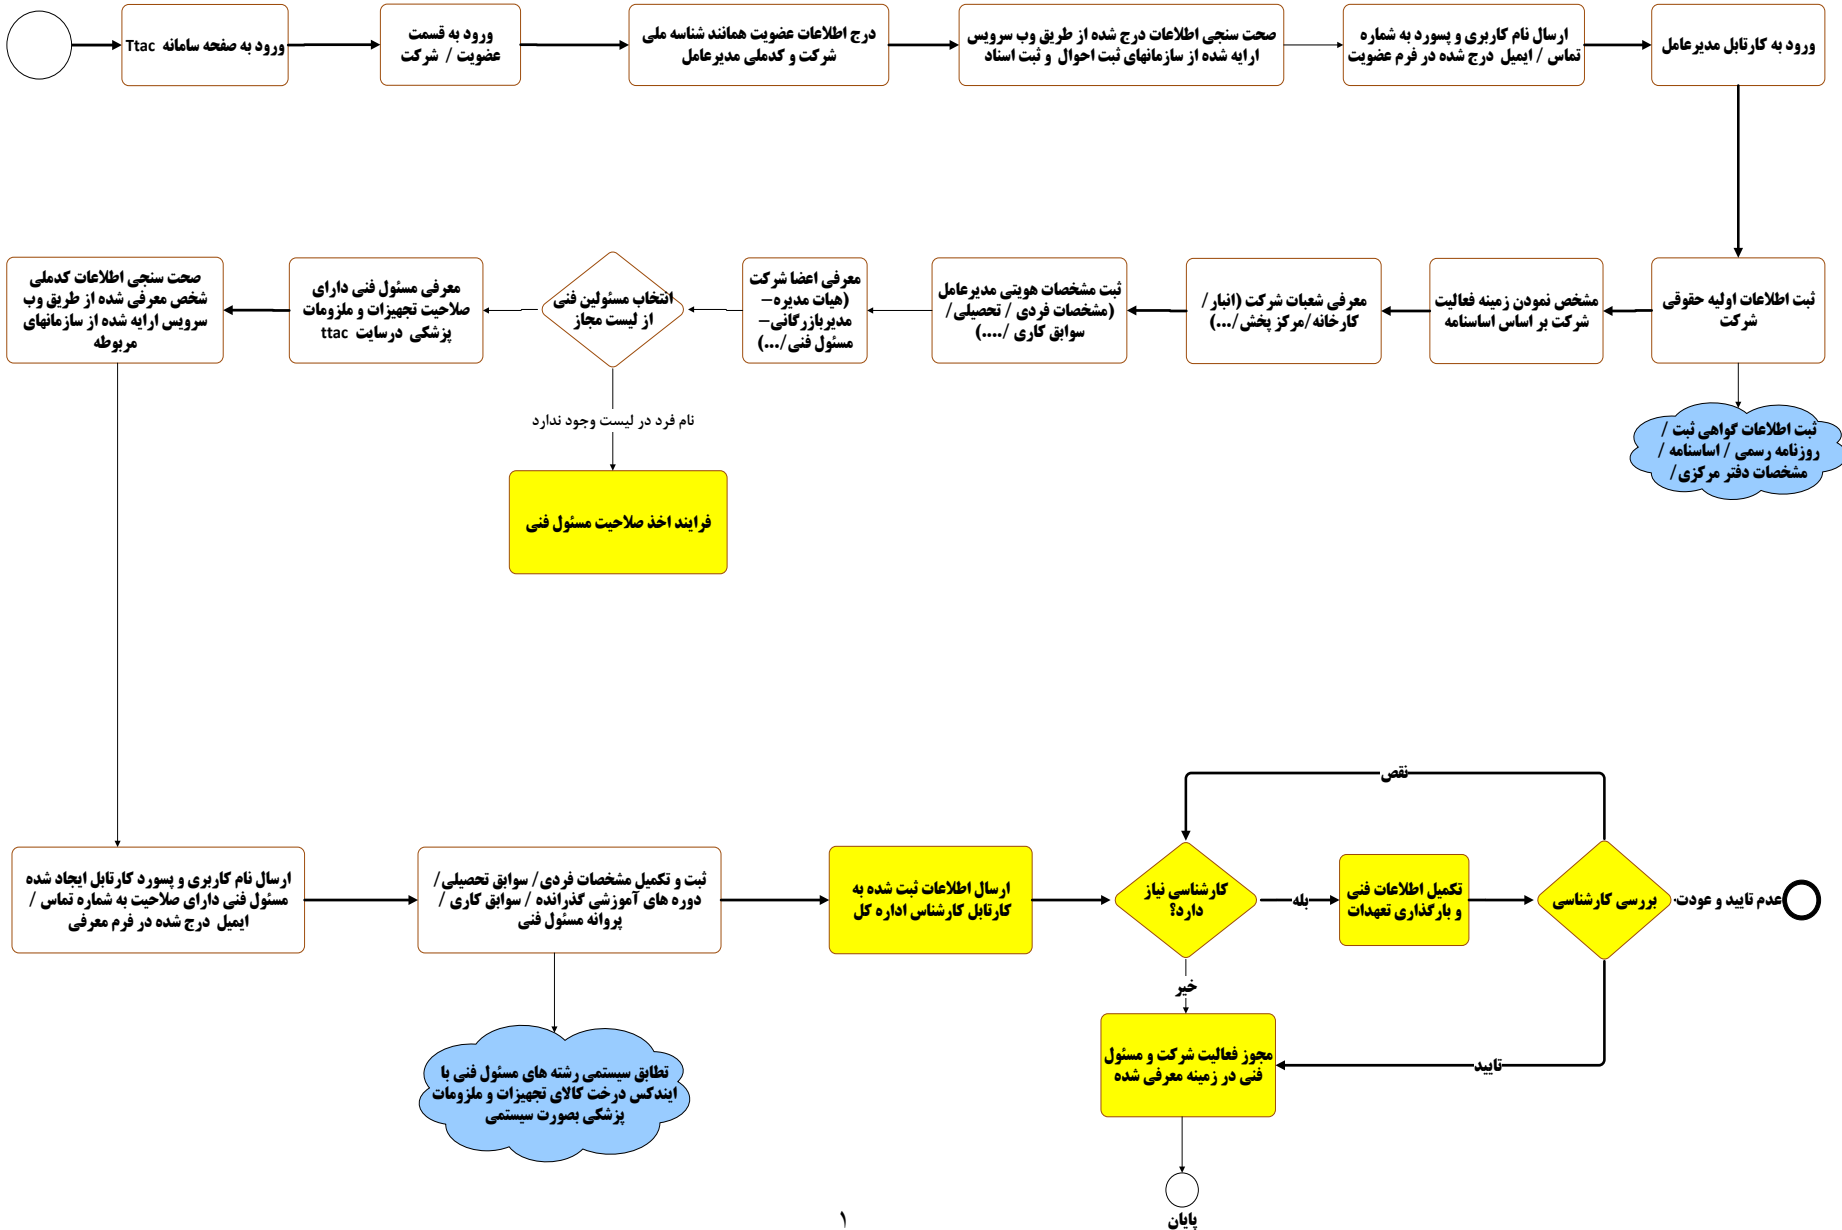 ورود به صفحه سامانه Ttac
ورود به قسمت
عضویت / شرکت
درج اطلاعات عضویت همانند شناسه ملی
شرکت و کدملی مدیرعامل
صحت سنجی اطلاعات درج شده از طریق وب سرویس
ارایه شده از سازمانهای ثبت احوال و ثبت اسناد
ارسال نام کاربری و پسورد به شماره
تماس / ایمیل درج شده در فرم عضویت
ورود به کارتابل مدیرعامل
ثبت اطلاعات اولیه حقوقی
شرکت
ثبت اطلاعات گواهی ثبت /
روزنامه رسمی / اساسنامه /
مشخصات دفتر مرکزی/
مشخص نمودن زمینه فعالیت
شرکت بر اساس اساسنامه
معرفی شعبات شرکت (انبار/
کارخانه/مرکز پخش/...)
ثبت مشخصات هویتی مدیرعامل
(مشخصات فردی / تحصیلی/
سوابق کاری /....)
معرفی اعضا شرکت
(هیات مدیره–
مدیربازرگانی–
مسئول فنی/...)
انتخاب مسئولین فنی
از لیست مجاز
نام فرد در لیست وجود ندارد
فرایند اخذ صلاحیت مسئول فنی
معرفی مسئول فنی دارای
صلاحیت تجهیزات و ملزومات
پزشکی درسایت ttac
صحت سنجی اطلاعات کدملی
شخص معرفی شده از طریق وب
سرویس ارایه شده از سازمانهای
مربوطه
ارسال نام کاربری و پسورد کارتابل ایجاد شده
مسئول فنی دارای صلاحیت به شماره تماس /
ایمیل درج شده در فرم معرفی
ثبت و تکمیل مشخصات فردی/ سوابق تحصیلی/
دوره های آموزشی گذرانده / سوابق کاری /
پروانه مسئول فنی
تطابق سیستمی رشته های مسئول فنی با
ایندکس درخت کالای تجهیزات و ملزومات
پزشکی بصورت سیستمی
ارسال اطلاعات ثبت شده به
کارتابل کارشناس اداره کل
کارشناسی نیاز
دارد؟
بله
تکمیل اطلاعات فنی
و بارگذاری تعهدات
بررسی کارشناسی
نقص
عدم تایید و عودت
خیر
تایید
مجوز فعالیت شرکت و مسئول
فنی در زمینه معرفی شده
پایان
۱